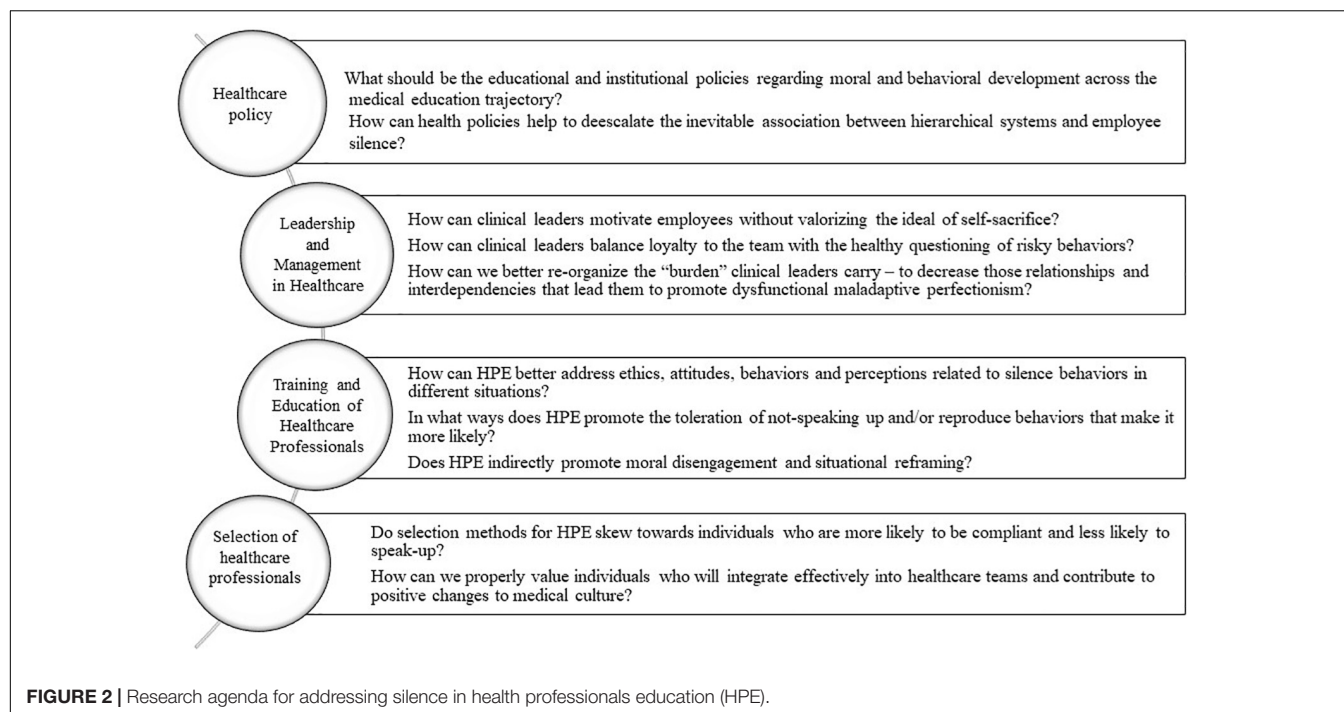 Healthcare
policy
What should be the educational and institutional policies regarding moral and behavioral development across the
medical education trajectory?
How can health policies help to deescalate the inevitable association between hierarchical systems and employee
silence?
Leadership
and
Management
in Healthcare
How can clinical leaders motivate employees without valorizing the ideal of self-sacrifice?
How can clinical leaders balance loyalty to the team with the healthy questioning of risky behaviors?
How can we better re-organize the “burden” clinical leaders carry – to decrease those relationships and
interdependencies that lead them to promote dysfunctional maladaptive perfectionism?
Training and
Education of
Healthcare
Professionals
How can HPE better address ethics, attitudes, behaviors and perceptions related to silence behaviors in
different situations?
In what ways does HPE promote the toleration of not-speaking up and/or reproduce behaviors that make it
more likely?
Does HPE indirectly promote moral disengagement and situational reframing?
Selection of
healthcare
professionals
Do selection methods for HPE skew towards individuals who are more likely to be compliant and less likely to
speak-up?
How can we properly value individuals who will integrate effectively into healthcare teams and contribute to
positive changes to medical culture?
FIGURE 2 | Research agenda for addressing silence in health professionals education (HPE).